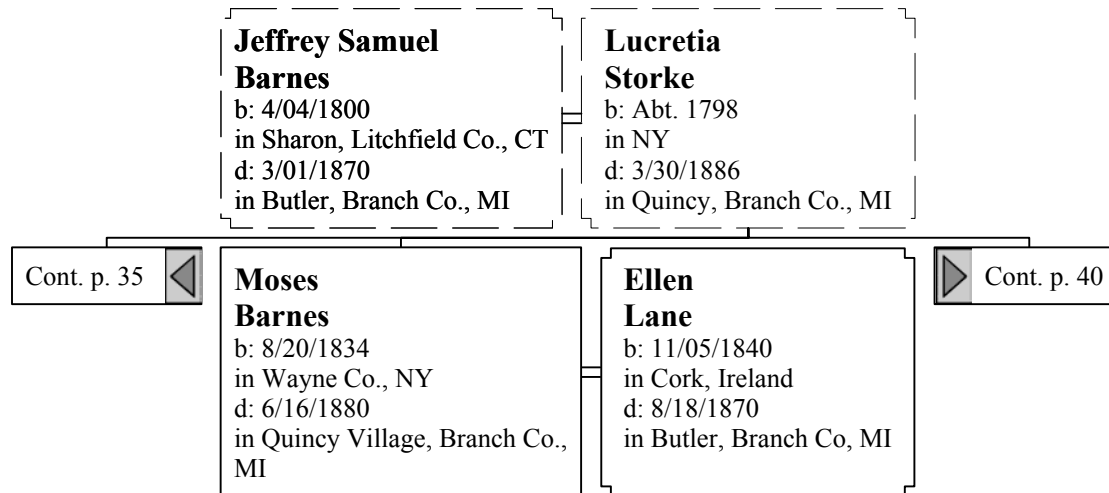 Jeffrey Samuel
Barnes
b: 4/04/1800
in Sharon, Litchfield Co., CT
d: 3/01/1870
in Butler, Branch Co., MI
Lucretia
Storke
b: Abt. 1798
in NY
d: 3/30/1886
in Quincy, Branch Co., MI
Cont. p. 35
Moses
Barnes
b: 8/20/1834
in Wayne Co., NY
d: 6/16/1880
in Quincy Village, Branch Co.,
MI
Ellen
Lane
b: 11/05/1840
in Cork, Ireland
d: 8/18/1870
in Butler, Branch Co, MI
Cont. p. 40